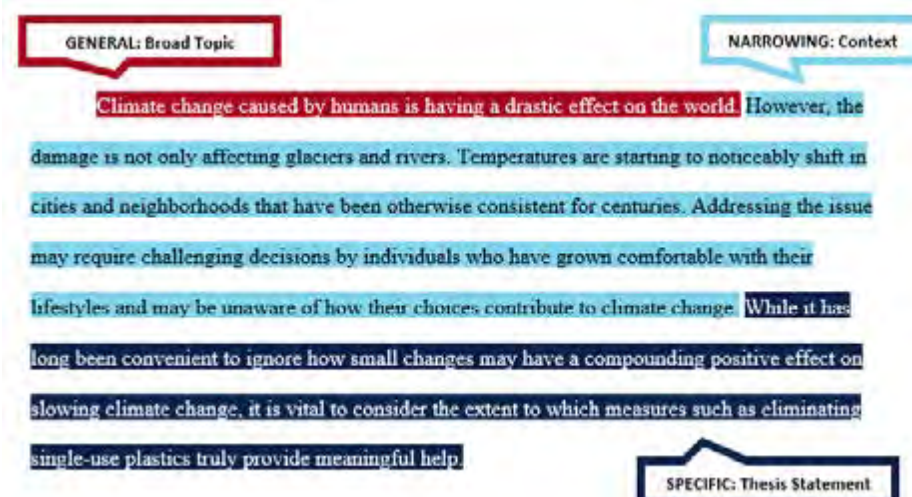 GENERAL: Broad Topic
NARROWING: Context
Climate change caused by humans is having a drastic effect on the world. However, the
damage is not only affecting glaciers and rivers. Temperatures are starting to noticeably shift in
cities and neighborhoods that have been otherwise consistent for centuries. Addressing the issue
may require challenging decisions by individuals who have grown comfortable with their
lifestyles and may be unaware of how their choices contribute to climate change. While it has
long been convenient to ignore how small changes may have a compounding positive effect on
slowing climate change, it is vital to consider the extent to which measures such as eliminating
single-use plastics truly provide meaningful help.
SPECIFIC: Thesis Statement